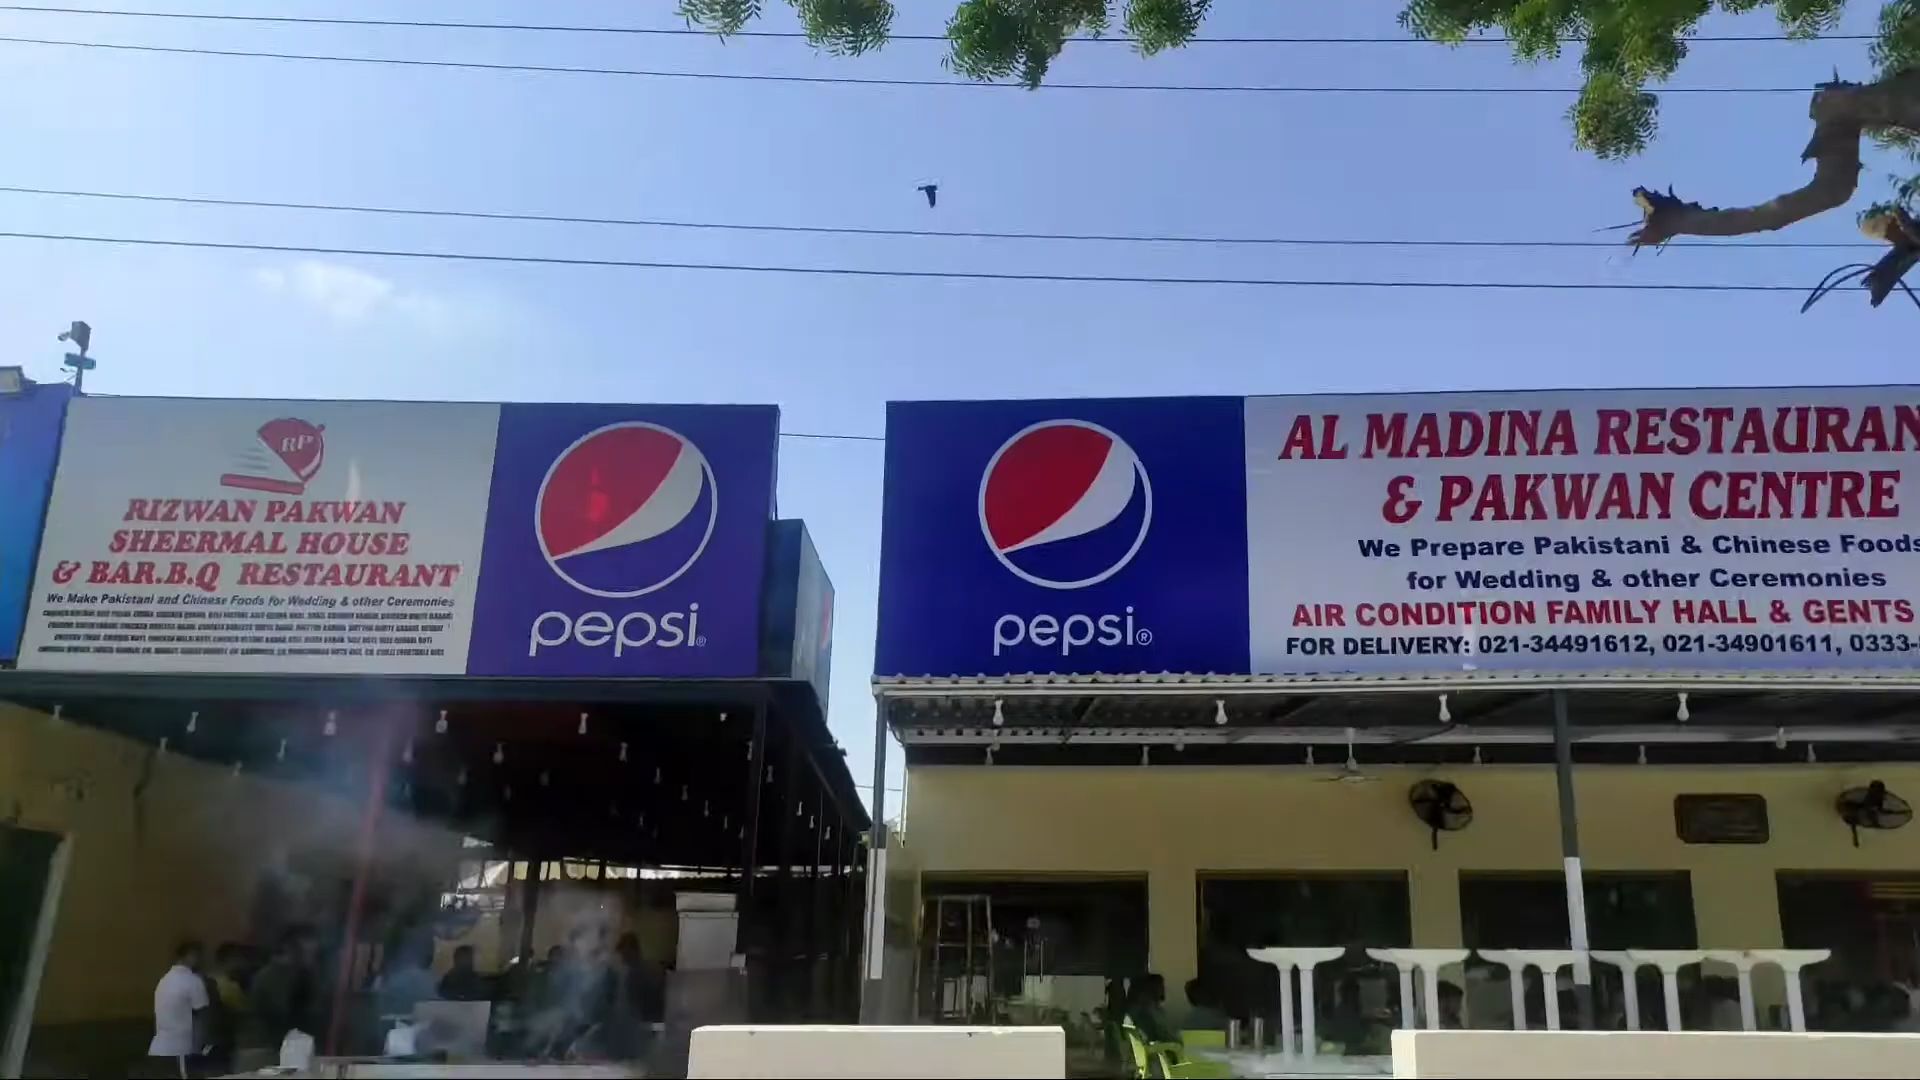 RP
RIZWAN PAKWAN
SHEERMAL HOUSE
& BAR.B.Q RESTAURANT
We Make Pakistani and Chinese Foods for Wedding & other Ceremonies
pepsi®
pepsi®
AL MADINA RESTAURAN
& PAKWAN CENTRE
We Prepare Pakistani & Chinese Foods
for Wedding & other Ceremonies
AIR CONDITION FAMILY HALL & GENTS
FOR DELIVERY: 021-34491612, 021-34901611, 0333-